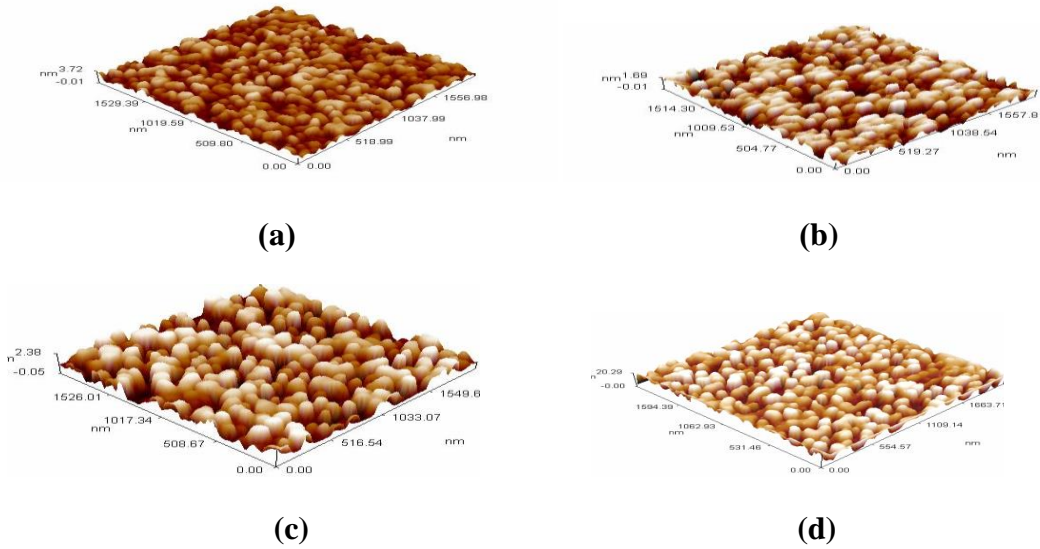 nm 3.72
-0.01
1529.39
1019.59
nm
509.80
0.00
0.00
518.99
1037.99
1556.98
nm
(a)
nm 1.69
-0.01
1514.30
1009.53
nm
504.77
0.00
0.00
519.27
1038.54
1557.8
nm
(b)
m 2.38
-0.05
1526.01
1017.34
nm
508.67
0.00
0.00
516.54
1033.07
1549.6
nm
(c)
20.29
-0.00
1594.39
1062.93
nm
531.46
0.00
0.00
554.57
1109.14
1663.71
nm
(d)